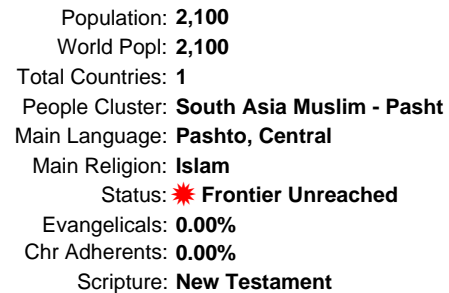 Population: 2,100
World Popl: 2,100
Total Countries: 1
People Cluster: South Asia Muslim - Pasht
Main Language: Pashto, Central
Main Religion: Islam
Status: Frontier Unreached
Evangelicals: 0.00%
Chr Adherents: 0.00%
Scripture: New Testament